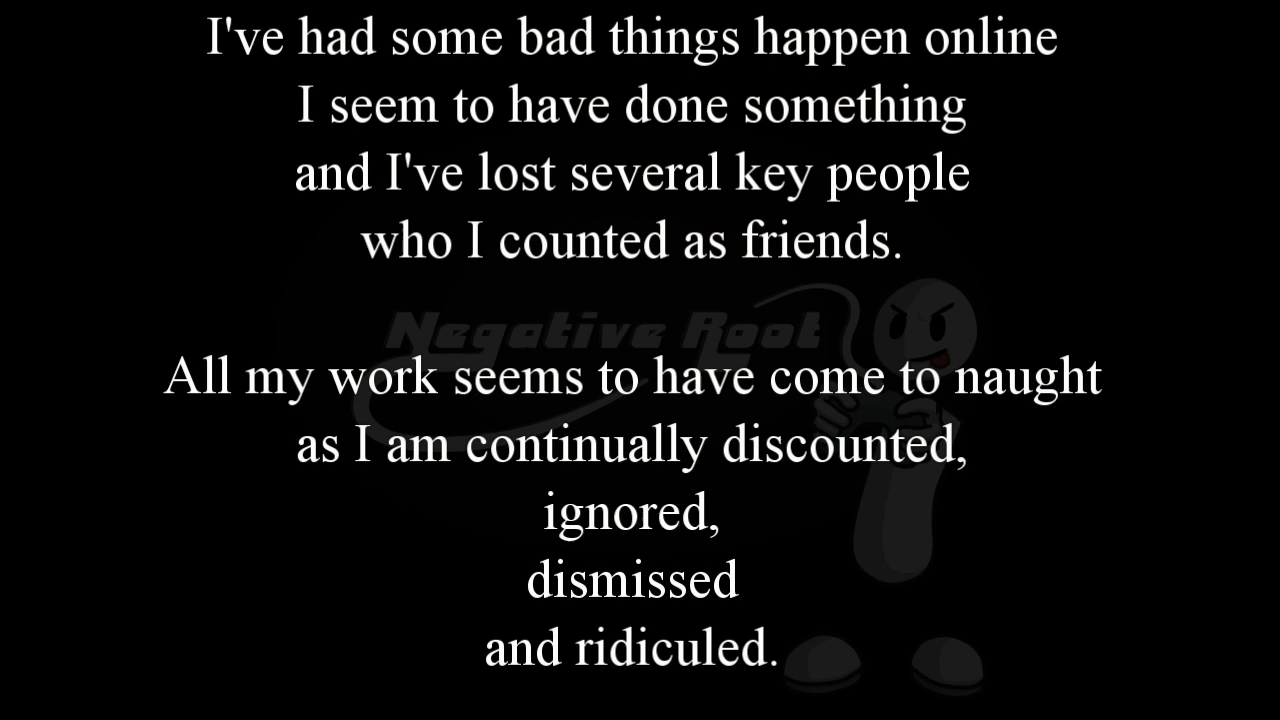 I've had some bad things happen online
I seem to have done something
and I've lost several key people
who I counted as friends.
Negative Root
All my work seems to have come to naught
as I am continually discounted,
ignored,
dismissed
and ridiculed.